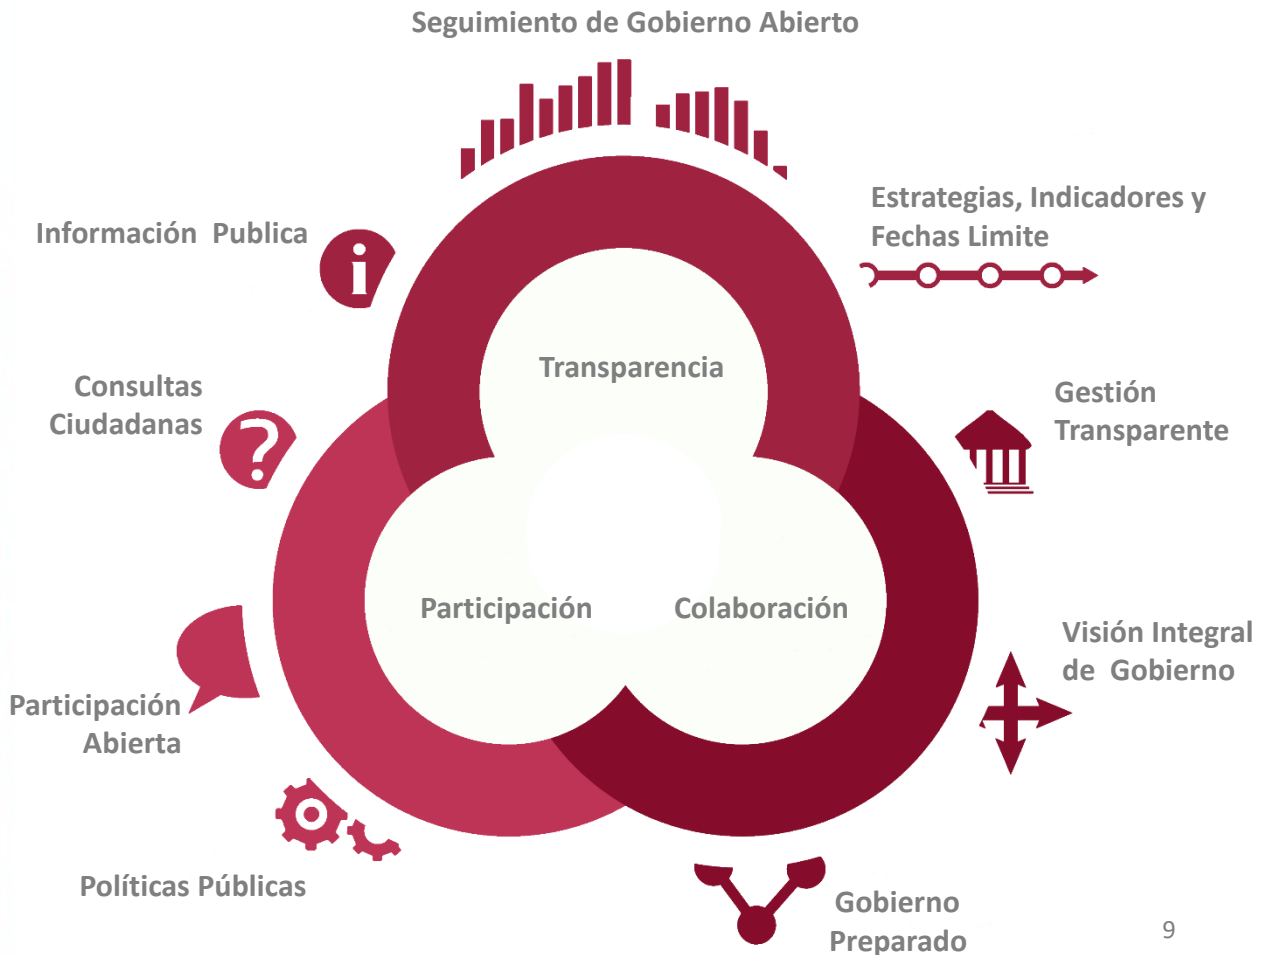 Seguimiento de Gobierno Abierto
Estrategias, Indicadores y
Fechas Limite
Información Publica
i
Transparencia
Consultas
Ciudadanas
?
Gestión
Transparente
Participación
Colaboración
Visión Integral
de Gobierno
Participación
Abierta
Políticas Públicas
Gobierno
Preparado
9